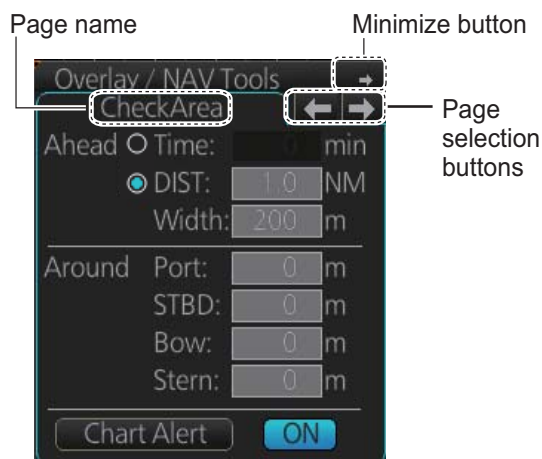 Page name
Minimize button
Overlay / NAV Tools
CheckArea
Page
selection
buttons
Ahead Time: 0 min
DIST: 1.0 NM
Width: 200 m
Around Port: 0 m
STBD: 0 m
Bow: 0 m
Stern: 0 m
Chart Alert ON